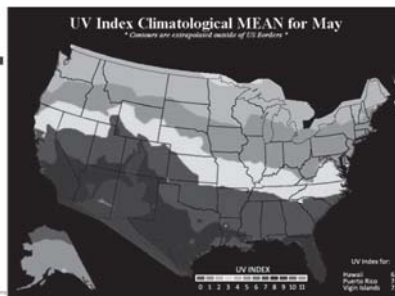 UV Index Climatological MEAN for May
* Contours are extrapolated outside of US Borders *
UV INDEX
0 1 2 3 4 5 6 7 8 9 10 11
UV Index for:
Hawaii
Puerto Rico
Virgin Islands